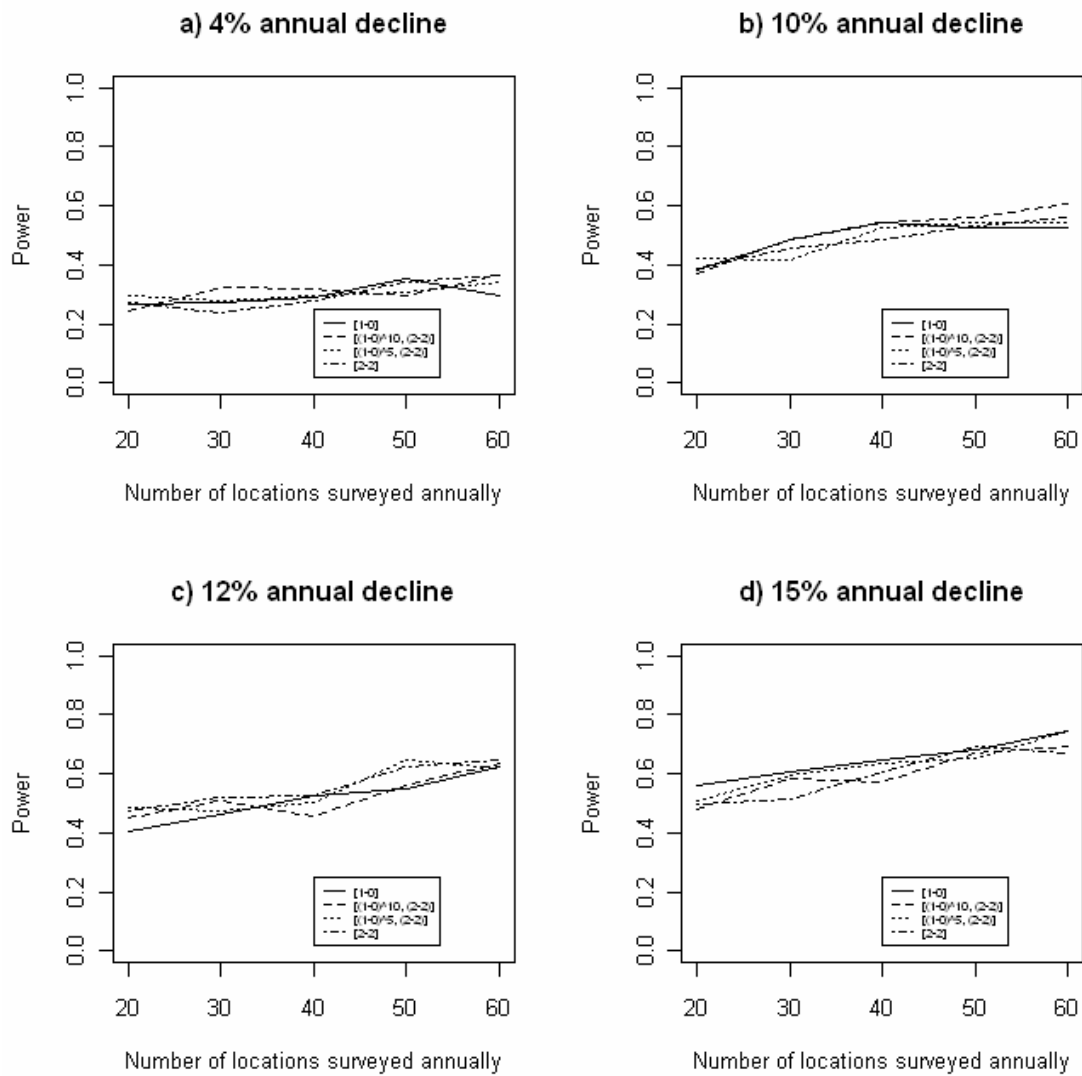 a) 4% annual decline
1.0
0.8
0.6
0.4
0.2
0.0
Power
[1-0]
[(1-0)^10, (2-2)]
[(1-0)^5, (2-2)]
[2-2]
20 30 40 50 60
Number of locations surveyed annually
b) 10% annual decline
1.0
0.8
0.6
0.4
0.2
0.0
Power
[1-0]
[(1-0)^10, (2-2)]
[(1-0)^5, (2-2)]
[2-2]
20 30 40 50 60
Number of locations surveyed annually
c) 12% annual decline
1.0
0.8
0.6
0.4
0.2
0.0
Power
[1-0]
[(1-0)^10, (2-2)]
[(1-0)^5, (2-2)]
[2-2]
20 30 40 50 60
Number of locations surveyed annually
d) 15% annual decline
1.0
0.8
0.6
0.4
0.2
0.0
Power
[1-0]
[(1-0)^10, (2-2)]
[(1-0)^5, (2-2)]
[2-2]
20 30 40 50 60
Number of locations surveyed annually